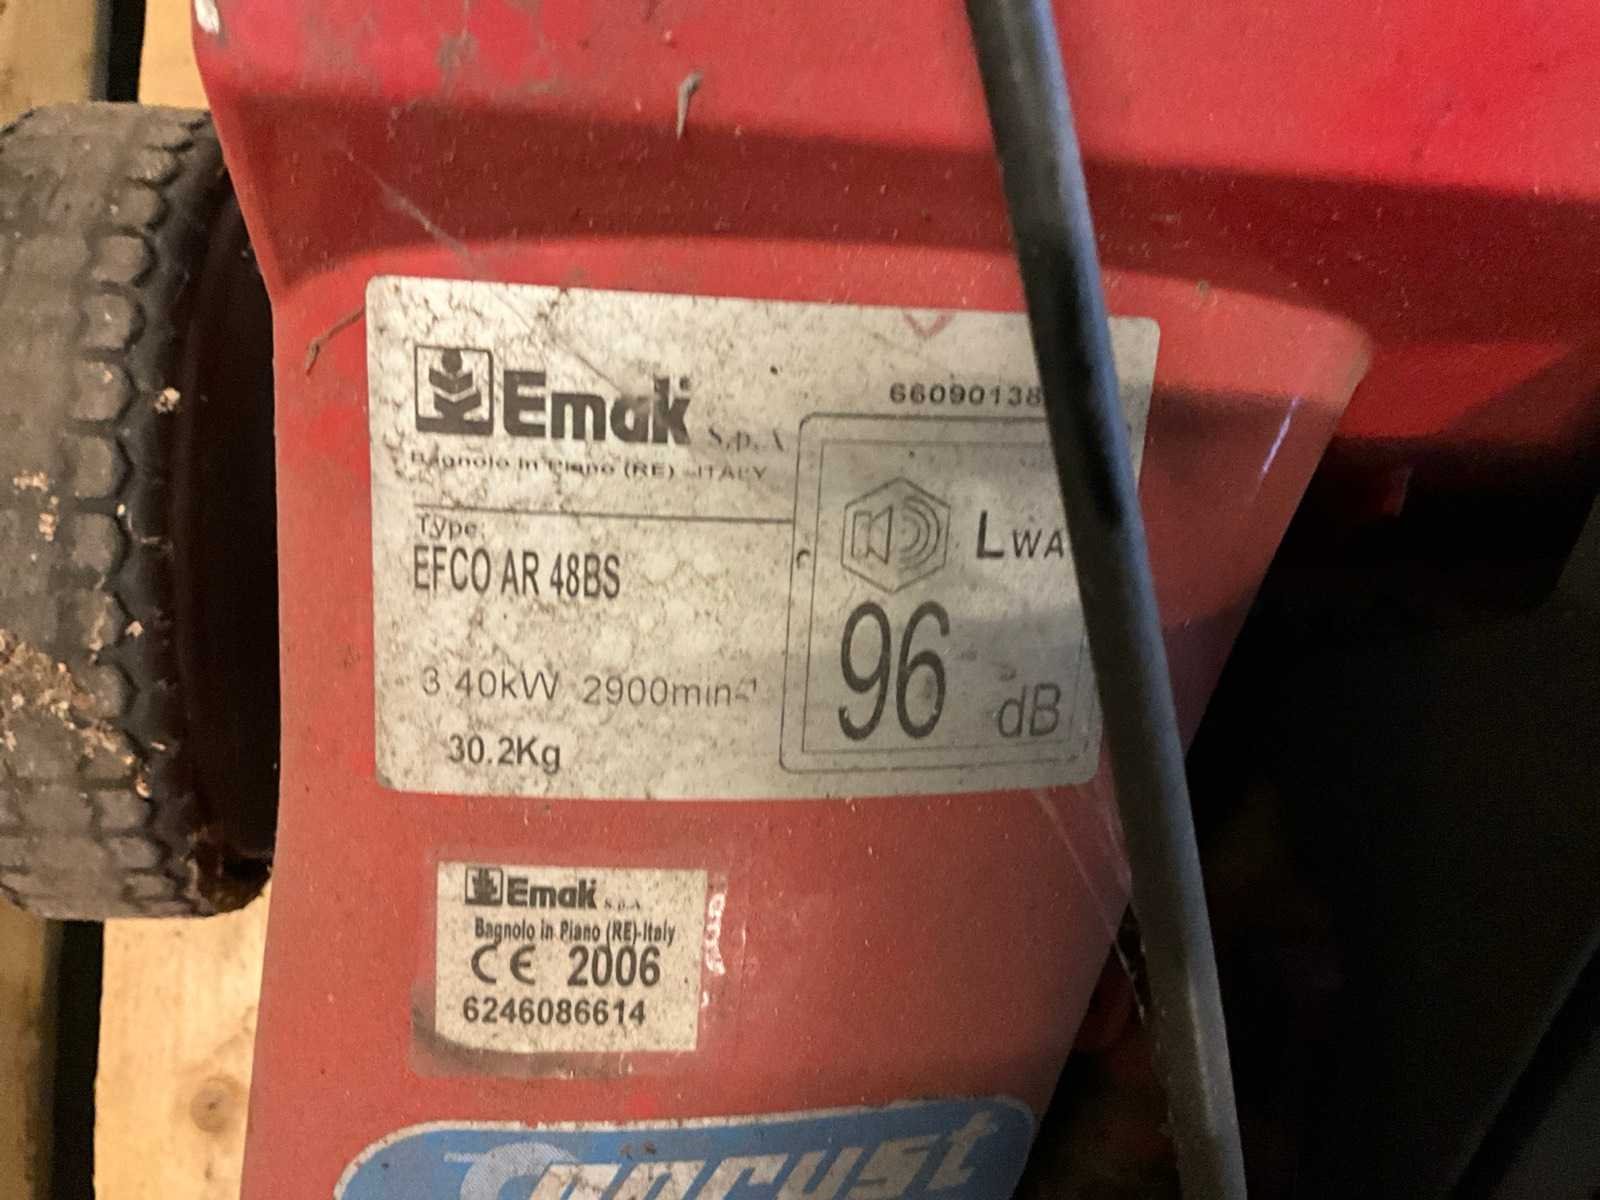 Emak S.p.A
66090138
Bagnolo in Piano (RE) -ITALY
Type:
EFCO AR 48BS
LWA
96 dB
3.40kW 2900min-1
30.2Kg
Emak S.p.A.
Bagnolo in Piano (RE)-Italy
CE 2006
6246086614